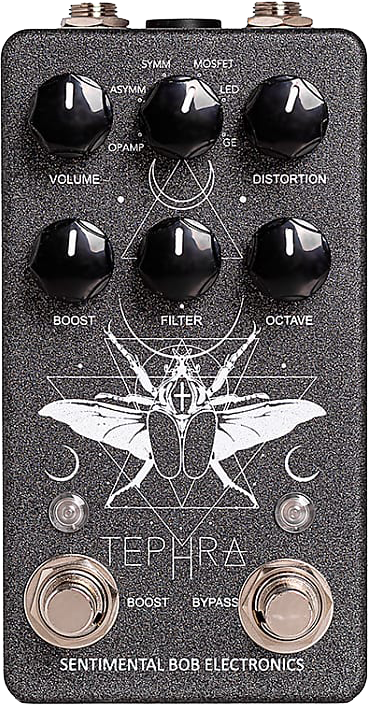 SYMM MOSFET
ASYMM LED
OPAMP GE
VOLUME DISTORTION
BOOST FILTER OCTAVE
TEPHRA
BOOST BYPASS
SENTIMENTAL BOB ELECTRONICS